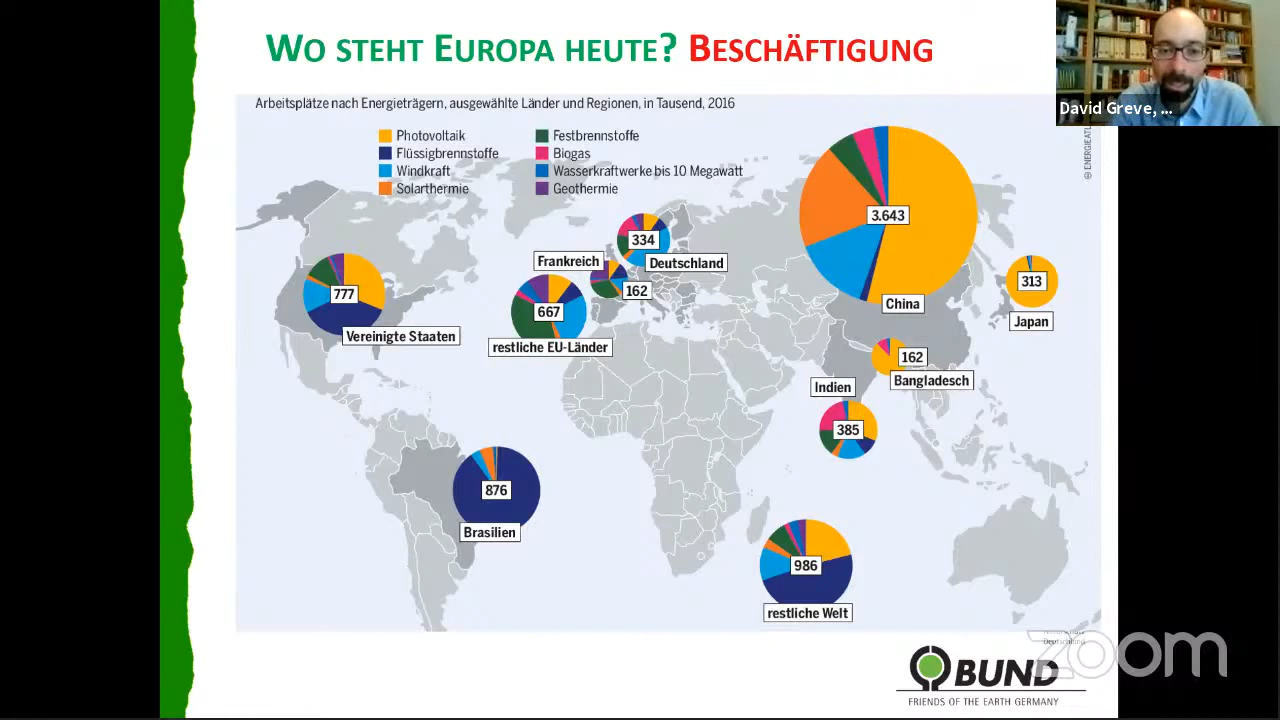 Wo steht Europa heute? Beschäftigung
David Greve, ...
Arbeitsplätze nach Energieträgern, ausgewählte Länder und Regionen, in Tausend, 2016
Photovoltaik
Flüssigbrennstoffe
Windkraft
Solarthermie
Festbrennstoffe
Biogas
Wasserkraftwerke bis 10 Megawatt
Geothermie
© ENERGIEATL
3.643
China
334
Deutschland
Frankreich
162
777
Vereinigte Staaten
667
restliche EU-Länder
313
Japan
162
Bangladesch
Indien
385
876
Brasilien
986
restliche Welt
Deutschland
zoom
BUND
FRIENDS OF THE EARTH GERMANY